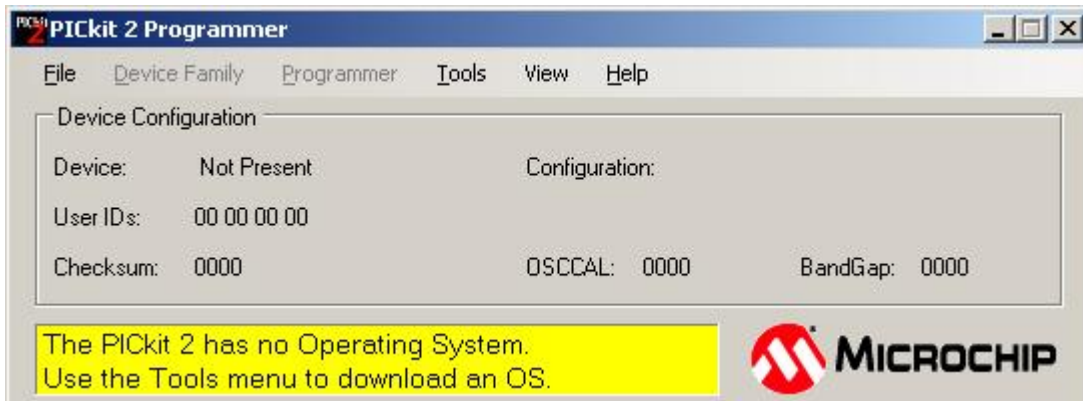 PICkit 2 Programmer
File Device Family Programmer Tools View Help
Device Configuration
Device: Not Present Configuration:
User IDs: 00 00 00 00
Checksum: 0000 OSCCAL: 0000 BandGap: 0000
The PICkit 2 has no Operating System.
Use the Tools menu to download an OS.
MICROCHIP